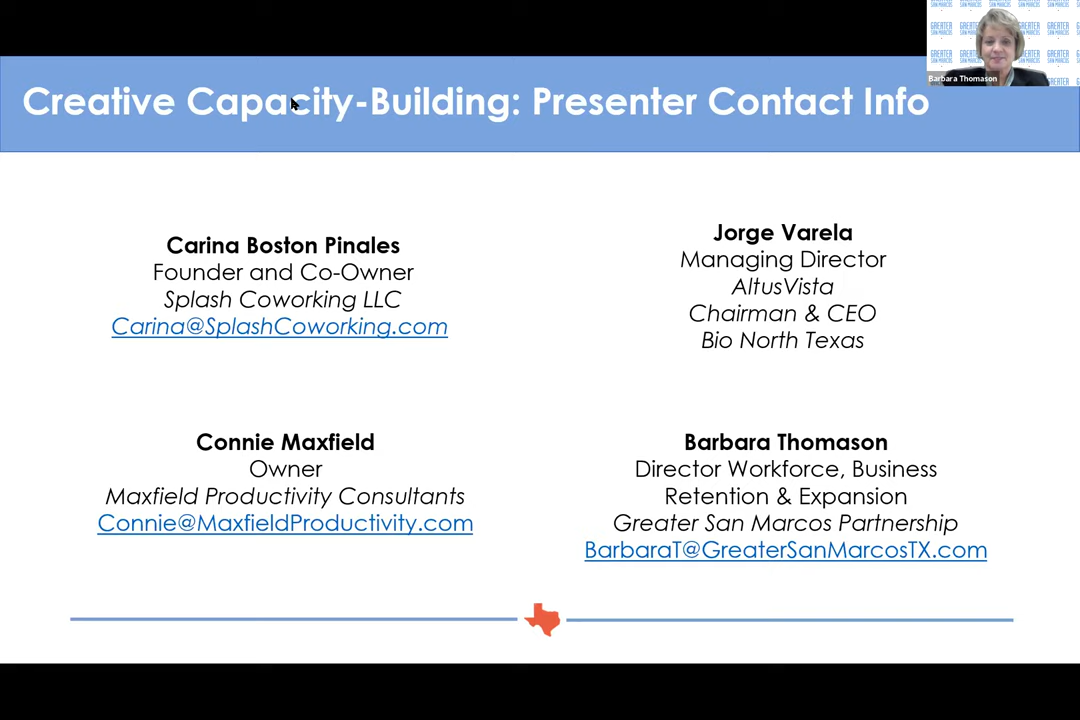 Creative Capacity-Building: Presenter Contact Info
Barbara Thomason
Carina Boston Pinales
Founder and Co-Owner
Splash Coworking LLC
Carina@SplashCoworking.com
Jorge Varela
Managing Director
AltusVista
Chairman & CEO
Bio North Texas
Connie Maxfield
Owner
Maxfield Productivity Consultants
Connie@MaxfieldProductivity.com
Barbara Thomason
Director Workforce, Business
Retention & Expansion
Greater San Marcos Partnership
BarbaraT@GreaterSanMarcosTX.com